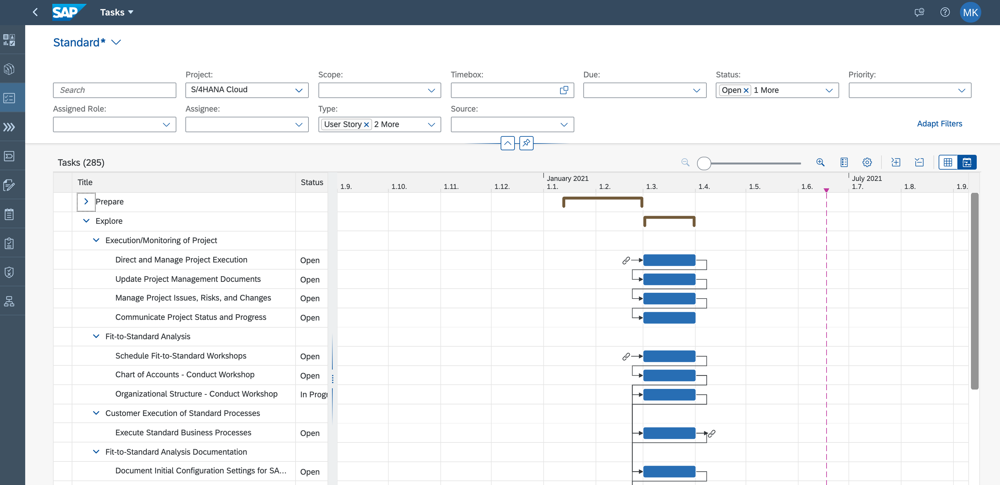 SAP Tasks MK
Standard*
Project: Scope: Timebox: Due: Status: Priority:
Search S/4HANA Cloud Open 1 More
Assigned Role: Assignee: Type: Source:
User Story 2 More Adapt Filters
Tasks (285)
January 2021 July 2021
Title Status 1.9. 1.10. 1.11. 1.12. 1.1. 1.2. 1.3. 1.4. 1.5. 1.6. 1.7. 1.8. 1.9.
Prepare
Explore
Execution/Monitoring of Project
Direct and Manage Project Execution Open
Update Project Management Documents Open
Manage Project Issues, Risks, and Changes Open
Communicate Project Status and Progress Open
Fit-to-Standard Analysis
Schedule Fit-to-Standard Workshops Open
Chart of Accounts - Conduct Workshop Open
Organizational Structure - Conduct Workshop In Progr
Customer Execution of Standard Processes
Execute Standard Business Processes Open
Fit-to-Standard Analysis Documentation
Document Initial Configuration Settings for SA... Open